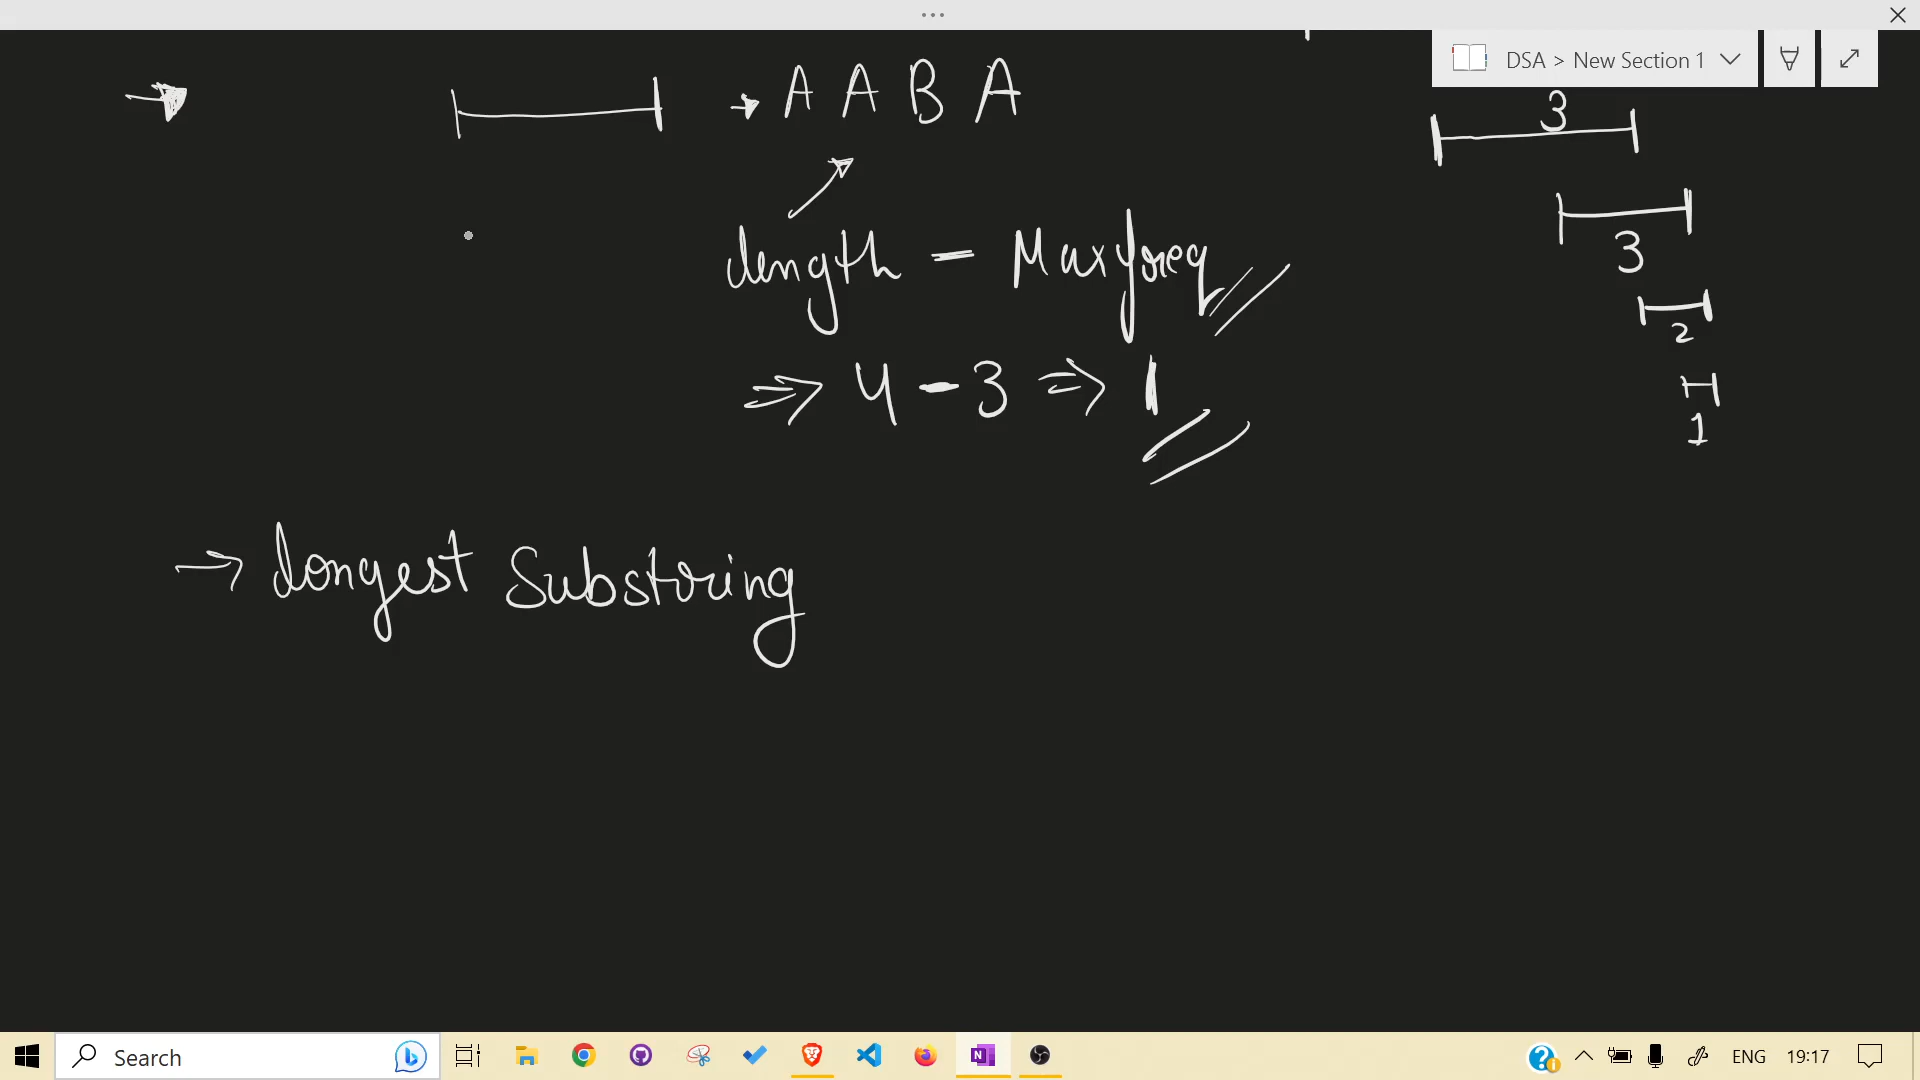 ...
DSA > New Section 1
→ A A B A
3
length - Maxfreq
3
2
⇒ 4 - 3 ⇒ 1
1
→ longest Substring
Search
ENG
19:17